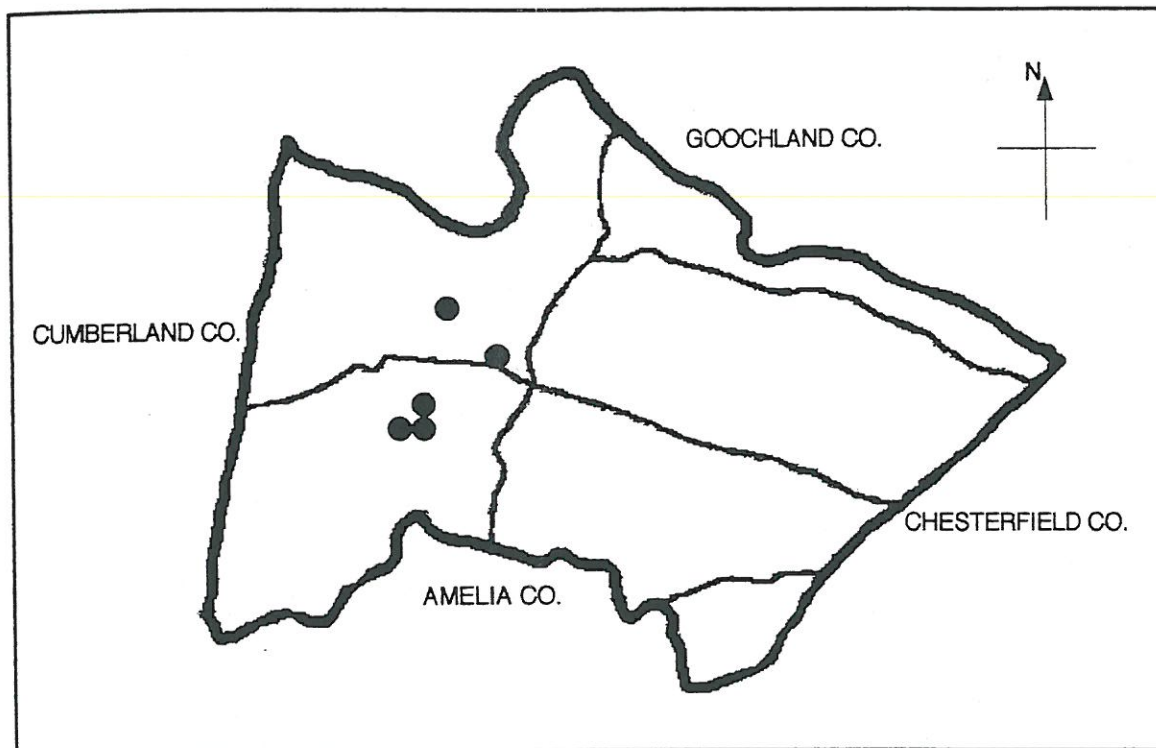 N
GOOCHLAND CO.
CUMBERLAND CO.
CHESTERFIELD CO.
AMELIA CO.